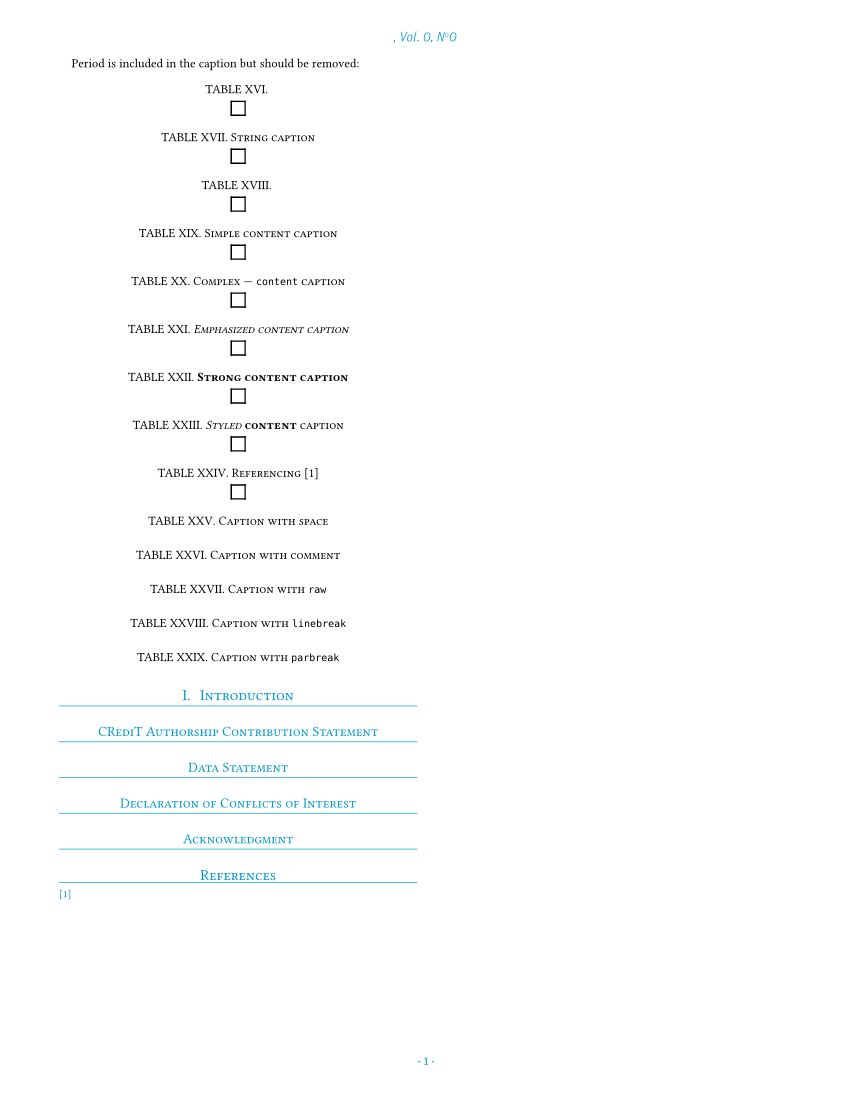 , Vol. 0, Nº0
Period is included in the caption but should be removed:
TABLE XVI.
TABLE XVII. String caption
TABLE XVIII.
TABLE XIX. Simple content caption
TABLE XX. Complex — content caption
TABLE XXI. Emphasized content caption
TABLE XXII. Strong content caption
TABLE XXIII. Styled content caption
TABLE XXIV. Referencing [1]
TABLE XXV. Caption with space
TABLE XXVI. Caption with comment
TABLE XXVII. Caption with raw
TABLE XXVIII. Caption with linebreak
TABLE XXIX. Caption with parbreak
I. Introduction
CRediT Authorship Contribution Statement
Data Statement
Declaration of Conflicts of Interest
Acknowledgment
References
[1]
- 1 -